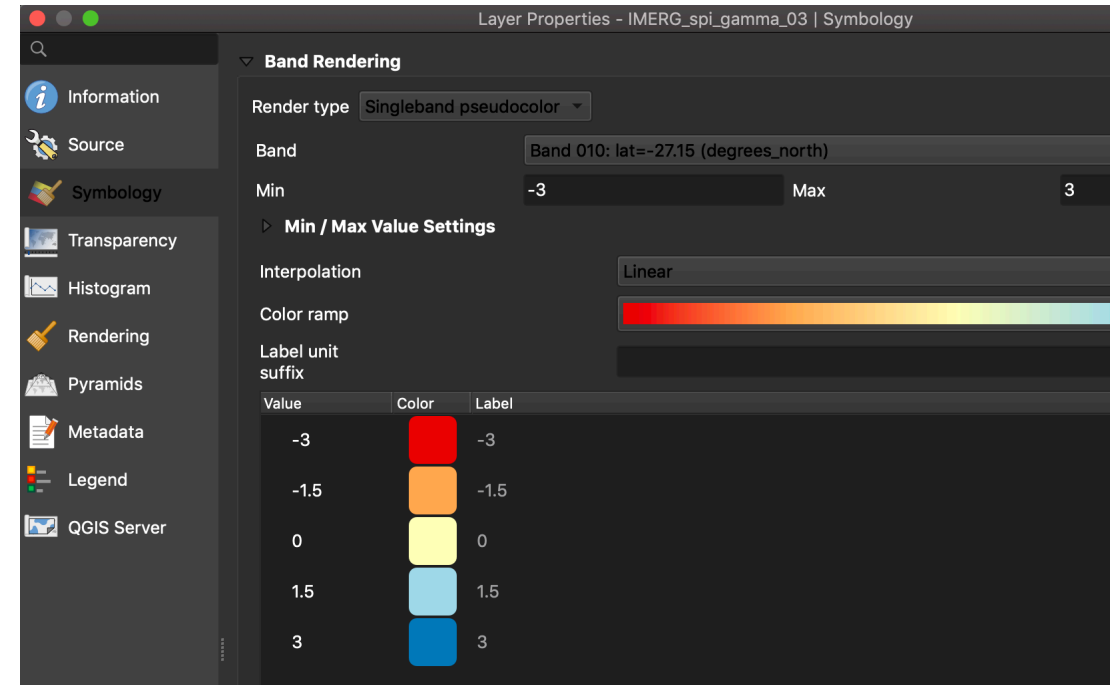 Layer Properties - IMERG_spi_gamma_03 | Symbology
Information
Source
Symbology
Transparency
Histogram
Rendering
Pyramids
Metadata
Legend
QGIS Server
Band Rendering
Render type Singleband pseudocolor
Band Band 010: lat=-27.15 (degrees_north)
Min -3 Max 3
Min / Max Value Settings
Interpolation Linear
Color ramp
Label unit
suffix
Value Color Label
-3 -3
-1.5 -1.5
0 0
1.5 1.5
3 3